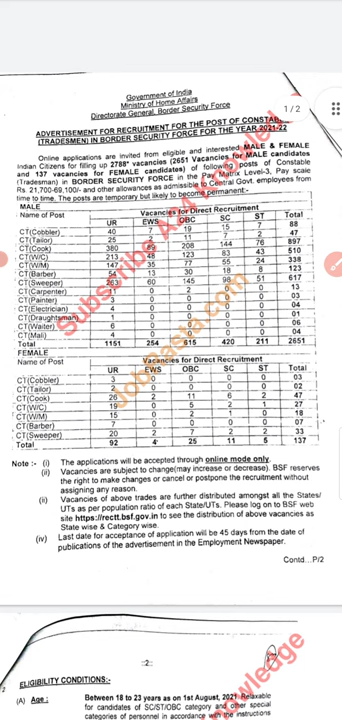 1 / 2
Government of India
Ministry of Home Affairs
Directorate General, Border Security Force
ADVERTISEMENT FOR RECRUITMENT FOR THE POST OF CONSTABLE
(TRADESMEN) IN BORDER SECURITY FORCE FOR THE YEAR 2021-22
Online applications are invited from eligible and interested MALE & FEMALE
Indian Citizens for filling up 2788* vacancies (2651 Vacancies for MALE candidates
and 137 vacancies for FEMALE candidates) of following posts of Constable
(Tradesman) in BORDER SECURITY FORCE in the Pay Matrix Level-3, Pay scale
Rs. 21,700-69,100/- and other allowances as admissible to Central Govt. employees from
time to time. The posts are temporary but likely to become permanent:-
MALE
Name of Post Vacancies for Direct Recruitment
UR EWS OBC SC ST Total
CT(Cobbler) 40 7 19 15 7 88
CT(Tailor) 25 2 11 7 2 47
CT(Cook) 380 89 208 144 76 897
CT(W/C) 213 48 123 83 43 510
CT(W/M) 147 35 77 55 24 338
CT(Barber) 54 13 30 18 8 123
CT(Sweeper) 263 60 145 98 51 617
CT(Carpenter) 11 0 2 0 0 13
CT(Painter) 3 0 0 0 0 03
CT(Electrician) 4 0 0 0 0 04
CT(Draughtsman) 1 0 0 0 0 01
CT(Waiter) 6 0 0 0 0 06
CT(Mali) 4 0 0 0 0 04
Total 1151 254 615 420 211 2651
FEMALE
Name of Post Vacancies for Direct Recruitment
UR EWS OBC SC ST Total
CT(Cobbler) 3 0 0 0 0 03
CT(Tailor) 2 0 0 0 0 02
CT(Cook) 26 2 11 6 2 47
CT(W/C) 19 0 5 2 1 27
CT(W/M) 15 0 2 1 0 18
CT(Barber) 7 0 0 0 0 07
CT(Sweeper) 20 2 7 2 2 33
Total 92 4 25 11 5 137
Note :- (i) The applications will be accepted through online mode only.
(ii) Vacancies are subject to change(may increase or decrease). BSF reserves
the right to make changes or cancel or postpone the recruitment without
assigning any reason.
(ii) Vacancies of above trades are further distributed amongst all the States/
UTs as per population ratio of each State/UTs. Please log on to BSF web
site https://rectt.bsf.gov.in to see the distribution of above vacancies as
State wise & Category wise.
(iv) Last date for acceptance of application will be 45 days from the date of
publications of the advertisement in the Employment Newspaper.
Contd...P/2
::2::
ELIGIBILITY CONDITIONS:-
(A) Age : Between 18 to 23 years as on 1st August, 2021. Relaxable
for candidates of SC/ST/OBC category and other special
categories of personnel in accordance with the instructions